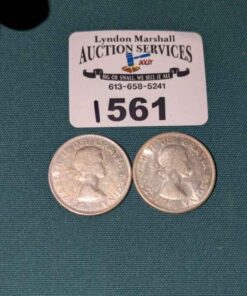 Lyndon Marshall
AUCTION SERVICES
SOLD!
BIG OR SMALL, WE SELL IT ALL
613-658-5241
1561